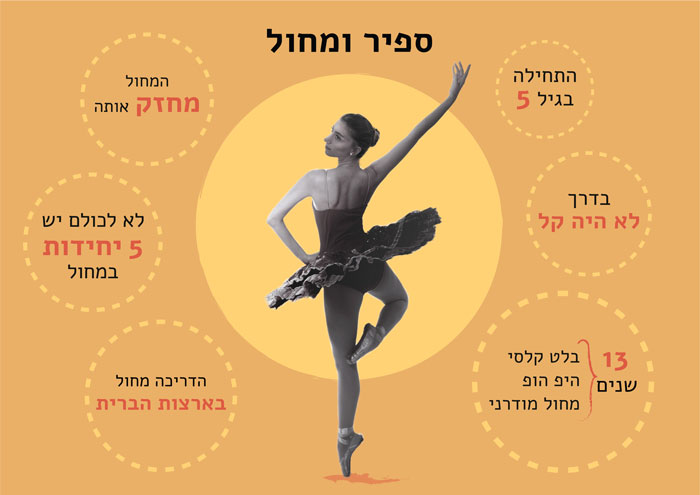 ספיר ומחול
התחילה
בגיל 5
בדרך
לא היה קל
13
שנים
בלט קלסי
היפ הופ
מחול מודרני
המחול
מחזק אותה
לא לכולם יש
5 יחידות
במחול
הדריכה מחול
בארצות הברית